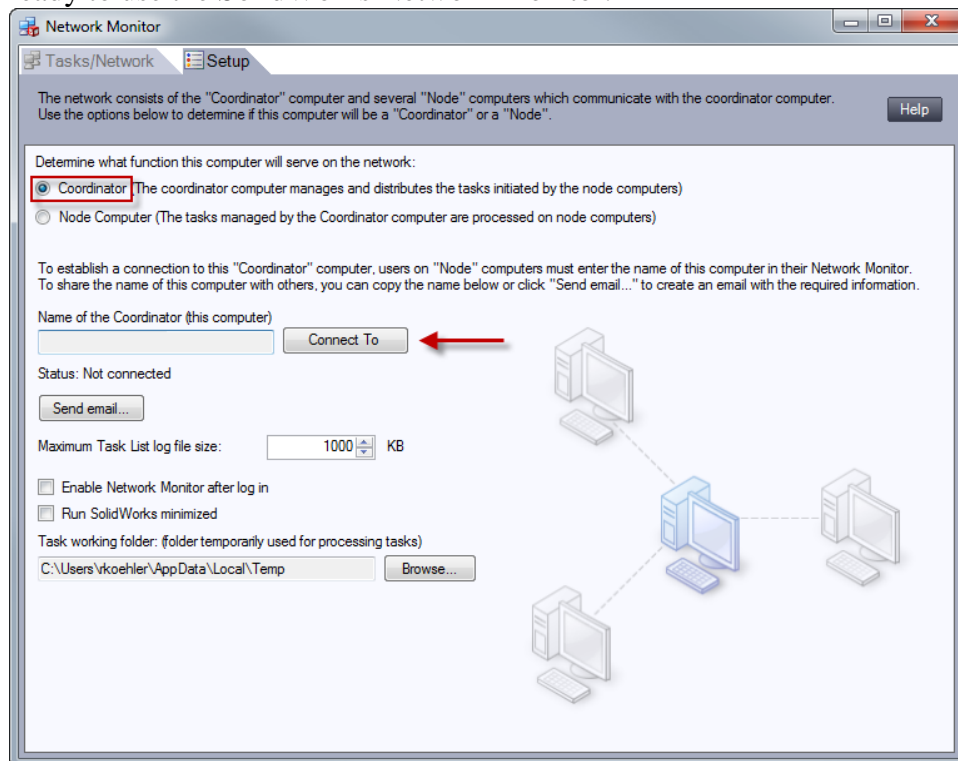 Network Monitor
Tasks/Network Setup
The network consists of the "Coordinator" computer and several "Node" computers which communicate with the coordinator computer.
Use the options below to determine if this computer will be a "Coordinator" or a "Node".
Help
Determine what function this computer will serve on the network:
Coordinator (The coordinator computer manages and distributes the tasks initiated by the node computers)
Node Computer (The tasks managed by the Coordinator computer are processed on node computers)
To establish a connection to this "Coordinator" computer, users on "Node" computers must enter the name of this computer in their Network Monitor.
To share the name of this computer with others, you can copy the name below or click "Send email..." to create an email with the required information.
Name of the Coordinator (this computer)
Connect To
Status: Not connected
Send email...
Maximum Task List log file size: 1000 KB
Enable Network Monitor after log in
Run SolidWorks minimized
Task working folder: (folder temporarily used for processing tasks)
C:\Users\rkoehler\AppData\Local\Temp Browse...